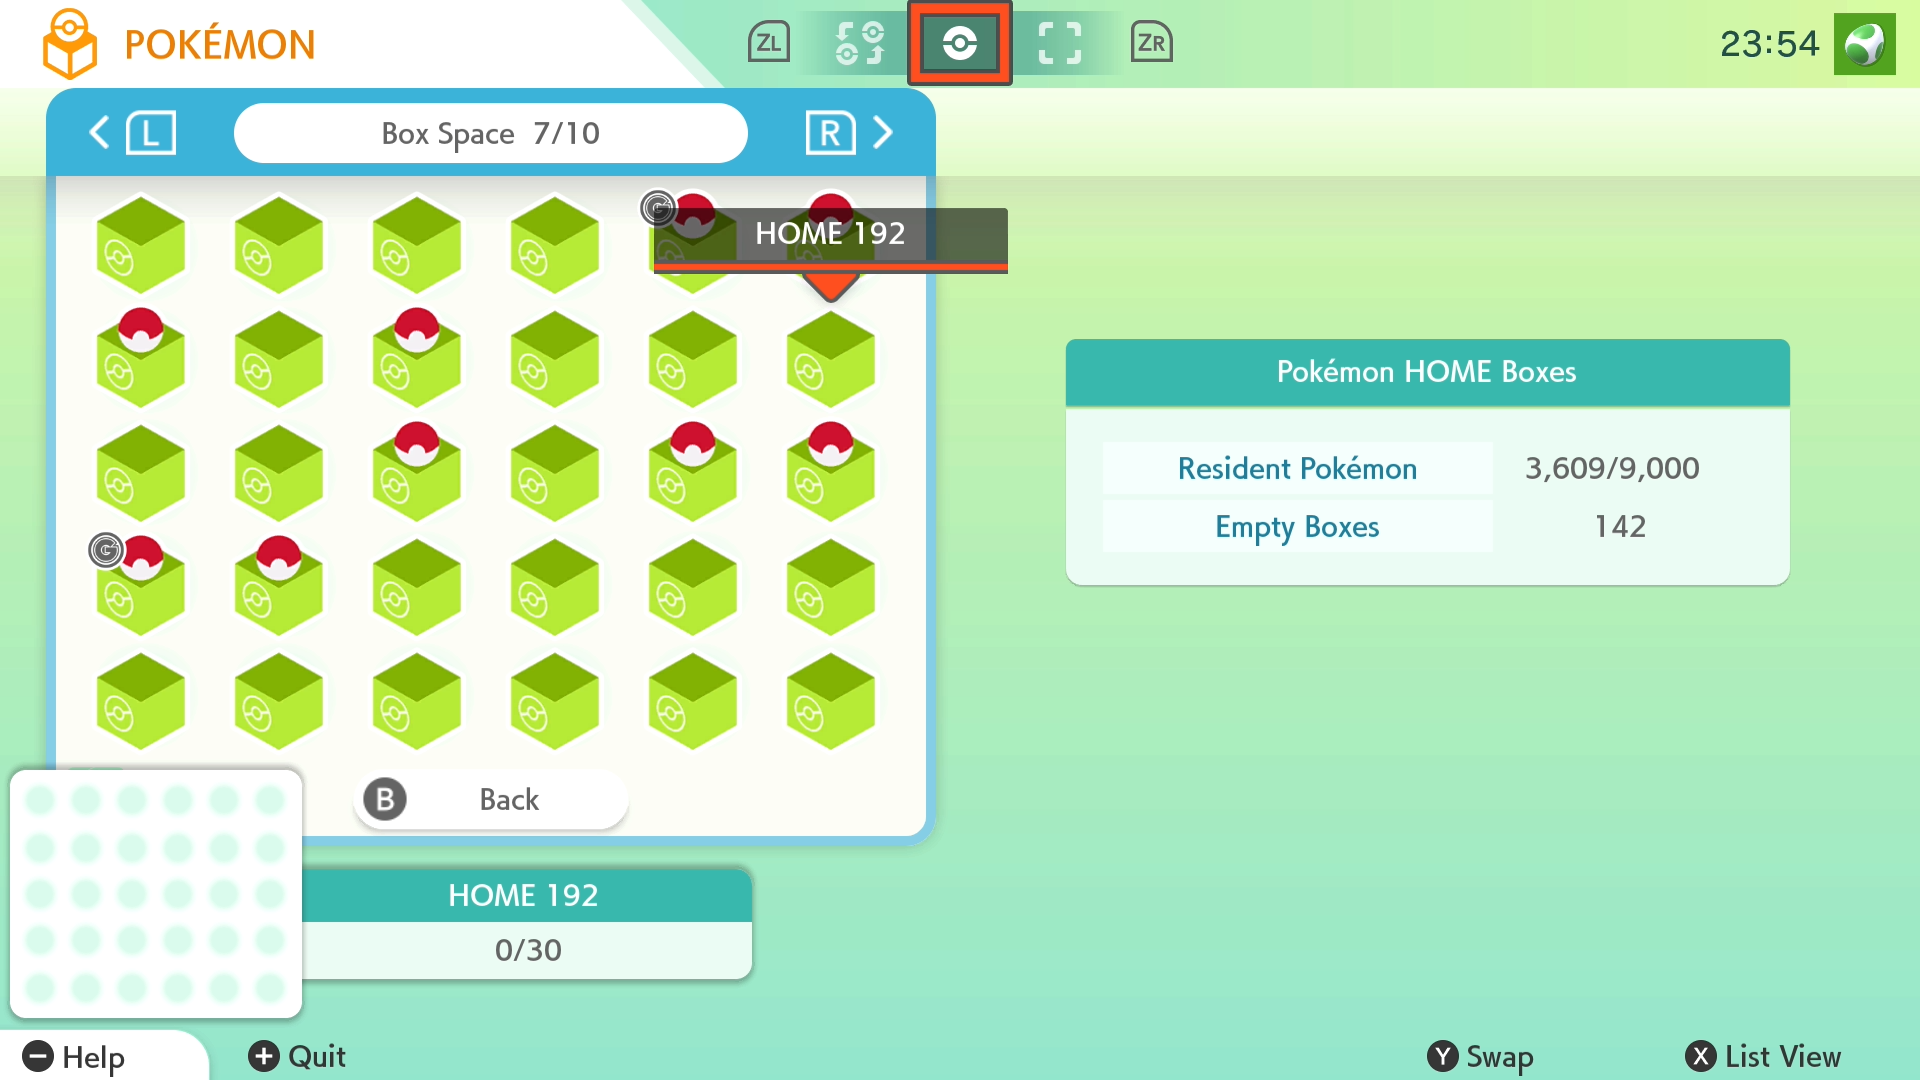 POKÉMON
ZL
ZR
23:54
L
Box Space 7/10
R
HOME 192
Pokémon HOME Boxes
Resident Pokémon 3,609/9,000
Empty Boxes 142
B Back
HOME 192
0/30
Help
Quit
Y Swap
X List View